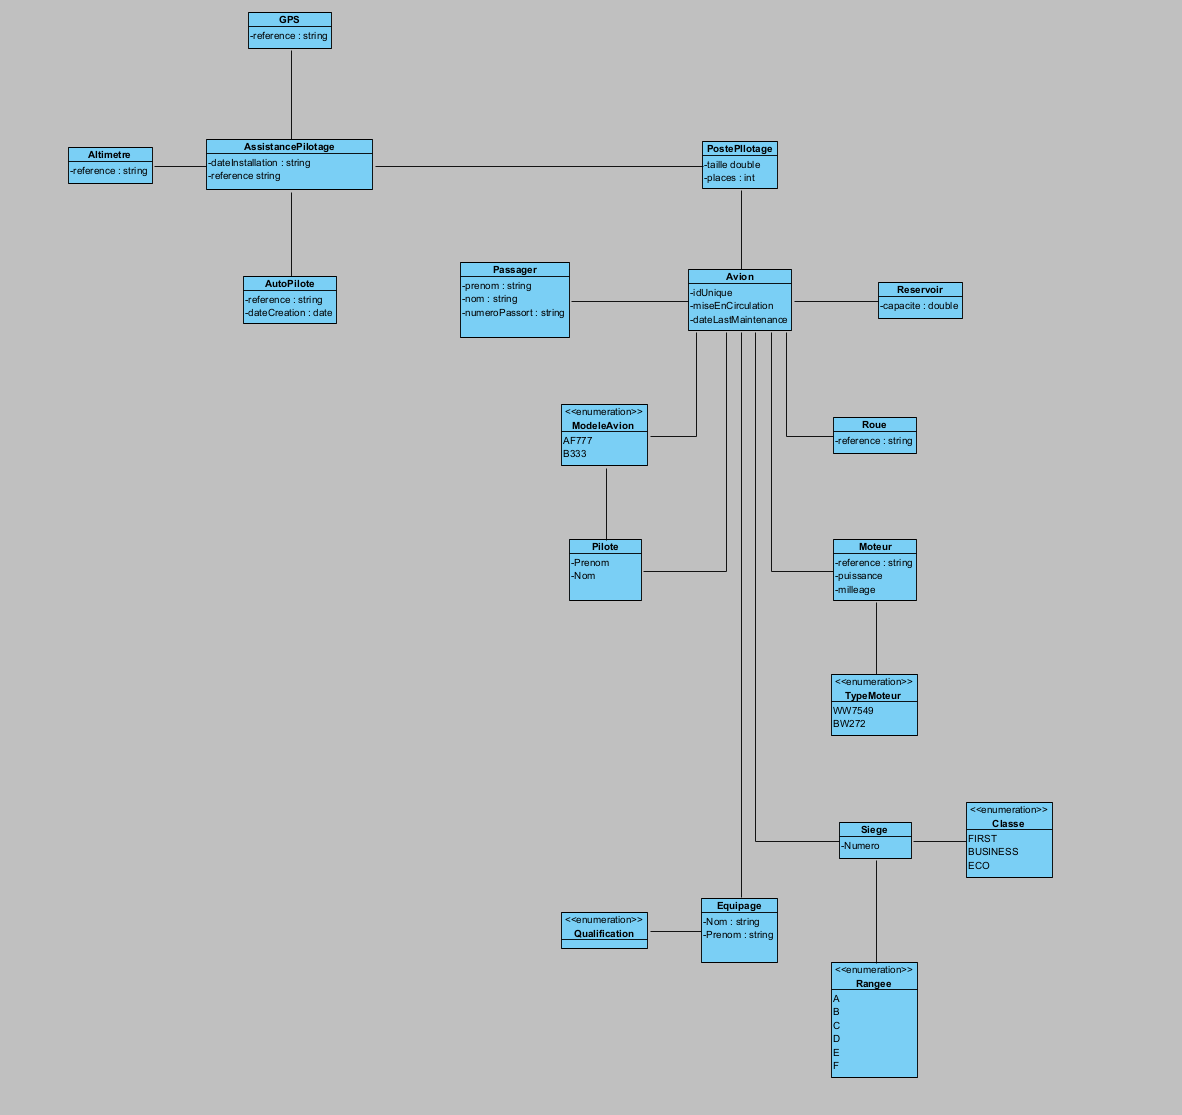 GPS
-reference : string
AssistancePilotage
-dateInstallation : string
-reference string
Altimetre
-reference : string
PostePIlotage
-taille double
-places : int
AutoPilote
-reference : string
-dateCreation : date
Passager
-prenom : string
-nom : string
-numeroPassort : string
Avion
-idUnique
-miseEnCirculation
-dateLastMaintenance
Reservoir
-capacite : double
<<enumeration>>
ModeleAvion
AF777
B333
Roue
-reference : string
Pilote
-Prenom
-Nom
Moteur
-reference : string
-puissance
-milleage
<<enumeration>>
TypeMoteur
WW7549
BW272
Siege
-Numero
<<enumeration>>
Classe
FIRST
BUSINESS
ECO
<<enumeration>>
Qualification
Equipage
-Nom : string
-Prenom : string
<<enumeration>>
Rangee
A
B
C
D
E
F